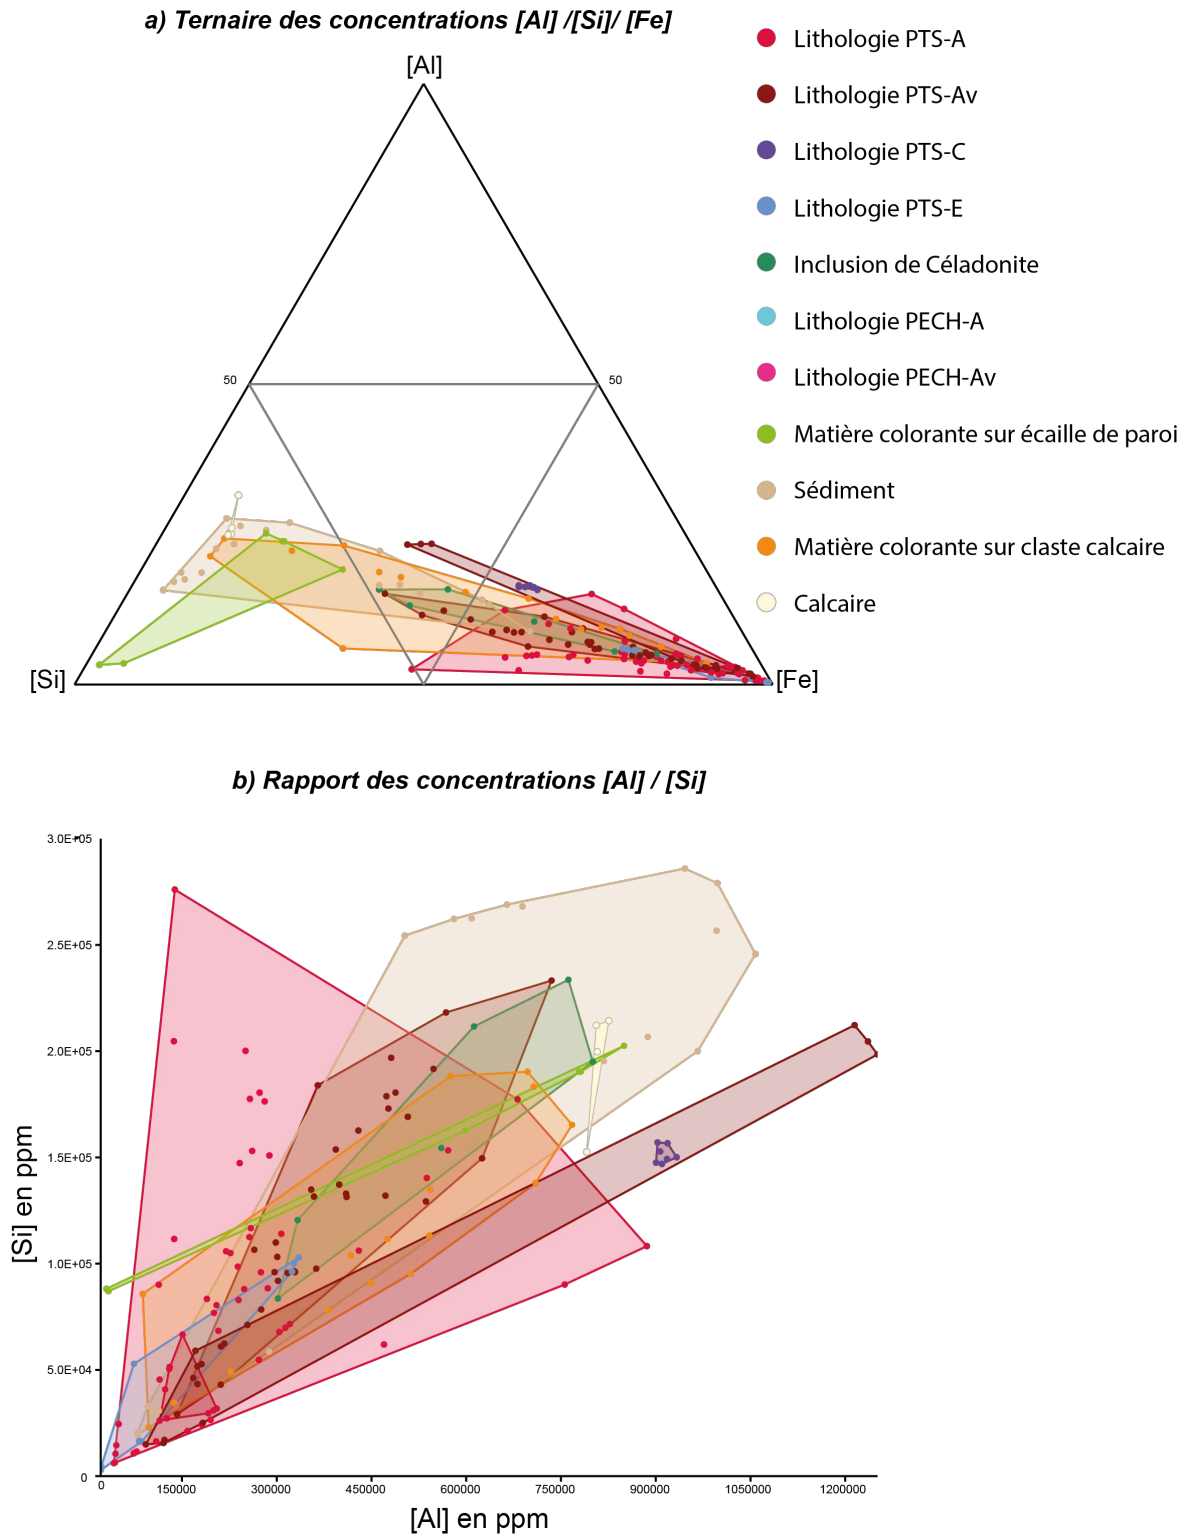 a) Ternaire des concentrations [Al] /[Si]/ [Fe]
[Al]
50
50
[Si]
[Fe]
Lithologie PTS-A
Lithologie PTS-Av
Lithologie PTS-C
Lithologie PTS-E
Inclusion de Céladonite
Lithologie PECH-A
Lithologie PECH-Av
Matière colorante sur écaille de paroi
Sédiment
Matière colorante sur claste calcaire
Calcaire
b) Rapport des concentrations [Al] / [Si]
3.0E+05
2.5E+05
2.0E+05
1.5E+05
1.0E+05
5.0E+04
0
[Si] en ppm
0 150000 300000 450000 600000 750000 900000 1050000 1200000
[Al] en ppm